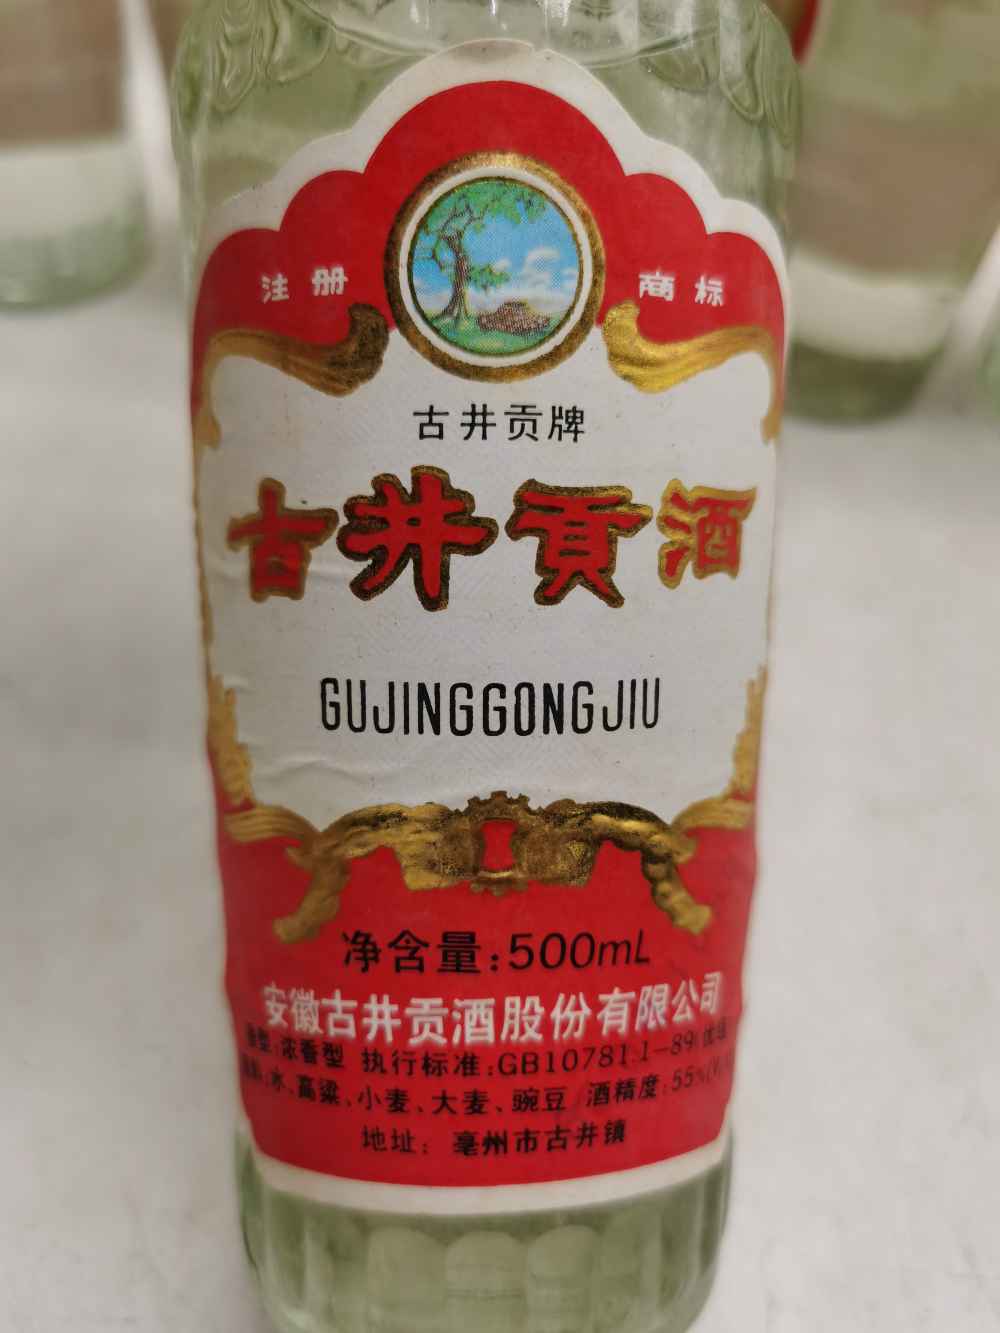 注册 商标
古井贡牌
古井贡酒
GUJINGGONGJIU
净含量:500mL
安徽古井贡酒股份有限公司
型:浓香型 执行标准:GB10781.1-89(优级
水、高粱、小麦、大麦、豌豆 酒精度:55%(V/
地址: 亳州市古井镇